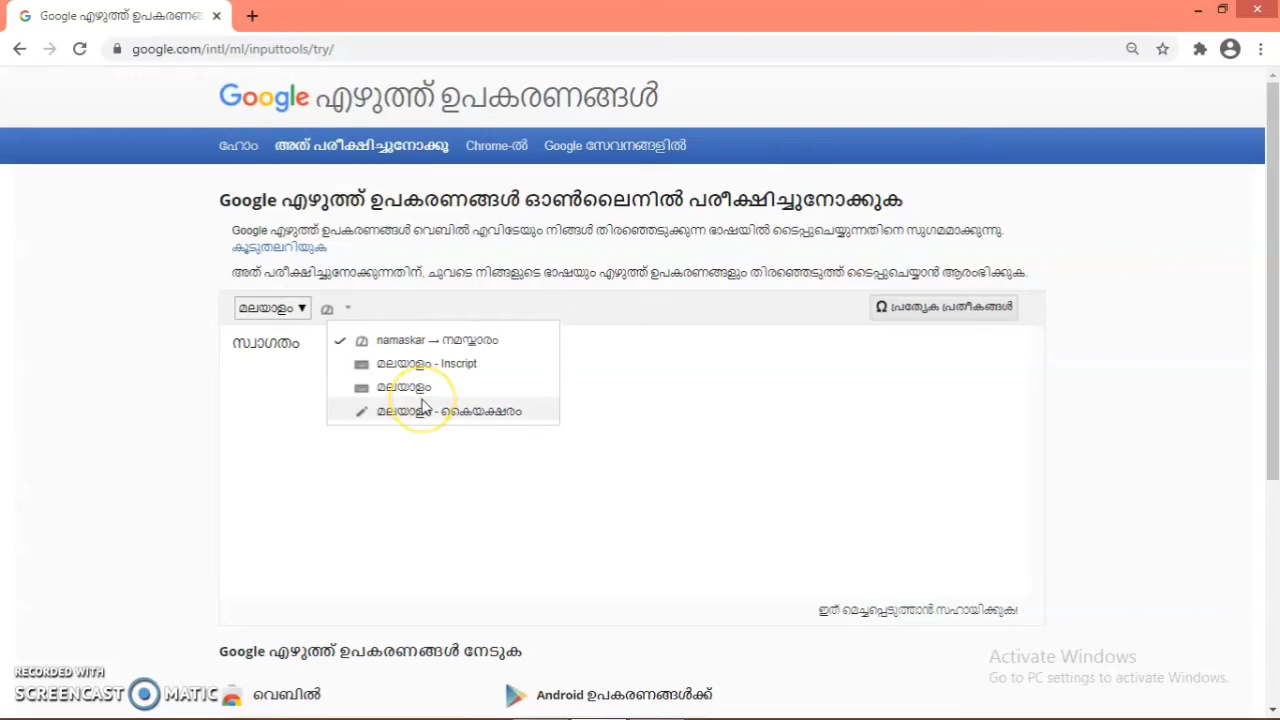 Google എഴുത്ത് ഉപകരണങ്ങ
google.com/intl/ml/inputtools/try/
Google എഴുത്ത് ഉപകരണങ്ങൾ
ഹോം അത് പരീക്ഷിച്ചുനോക്കൂ Chrome-ൽ Google സേവനങ്ങളിൽ
Google എഴുത്ത് ഉപകരണങ്ങൾ ഓൺലൈനിൽ പരീക്ഷിച്ചുനോക്കുക
Google എഴുത്ത് ഉപകരണങ്ങൾ വെബിൽ എവിടേയും നിങ്ങൾ തിരഞ്ഞെടുക്കുന്ന ഭാഷയിൽ ടൈപ്പുചെയ്യുന്നതിനെ സുഗമമാക്കുന്നു.
കൂടുതലറിയുക
അത് പരീക്ഷിച്ചുനോക്കുന്നതിന്, ചുവടെ നിങ്ങളുടെ ഭാഷയും എഴുത്ത് ഉപകരണങ്ങളും തിരഞ്ഞെടുത്ത് ടൈപ്പുചെയ്യാൻ ആരംഭിക്കുക.
മലയാളം ▼ Ω പ്രത്യേക പ്രതീകങ്ങൾ
സ്വാഗതം
namaskar → നമസ്കാരം
മലയാളം - Inscript
മലയാളം
മലയാളം - കൈയക്ഷരം
ഇത് മെച്ചപ്പെടുത്താൻ സഹായിക്കുക!
Google എഴുത്ത് ഉപകരണങ്ങൾ നേടുക
വെബിൽ Android ഉപകരണങ്ങൾക്ക്
Activate Windows
Go to PC settings to activate Windows.
RECORDED WITH
SCREENCAST MATIC